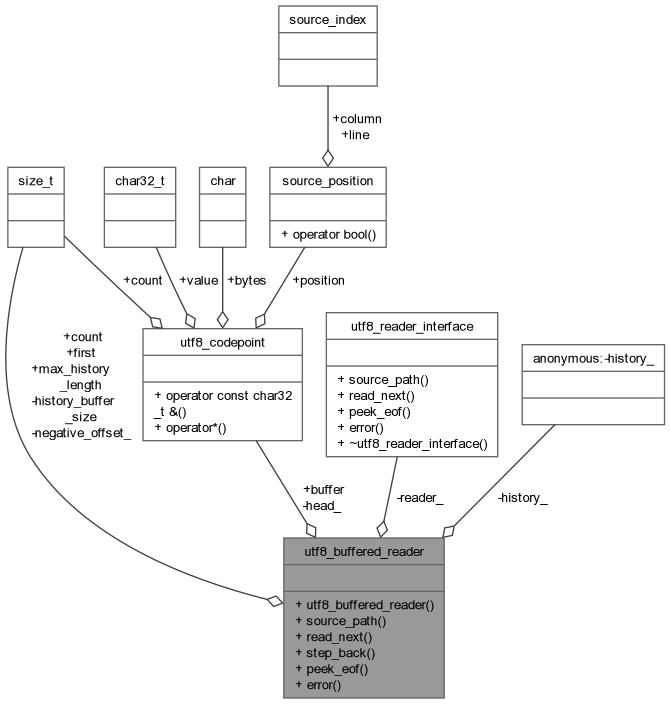 source_index
+column
+line
size_t
char32_t
char
source_position
+ operator bool()
+count
+value
+bytes
+position
utf8_codepoint
+ operator const char32
_t &()
+ operator*()
utf8_reader_interface
+ source_path()
+ read_next()
+ peek_eof()
+ error()
+ ~utf8_reader_interface()
anonymous: -history_
+count
+first
+max_history
_length
-history_buffer
_size
-negative_offset_
+buffer
-head_
-reader_
-history_
utf8_buffered_reader
+ utf8_buffered_reader()
+ source_path()
+ read_next()
+ step_back()
+ peek_eof()
+ error()